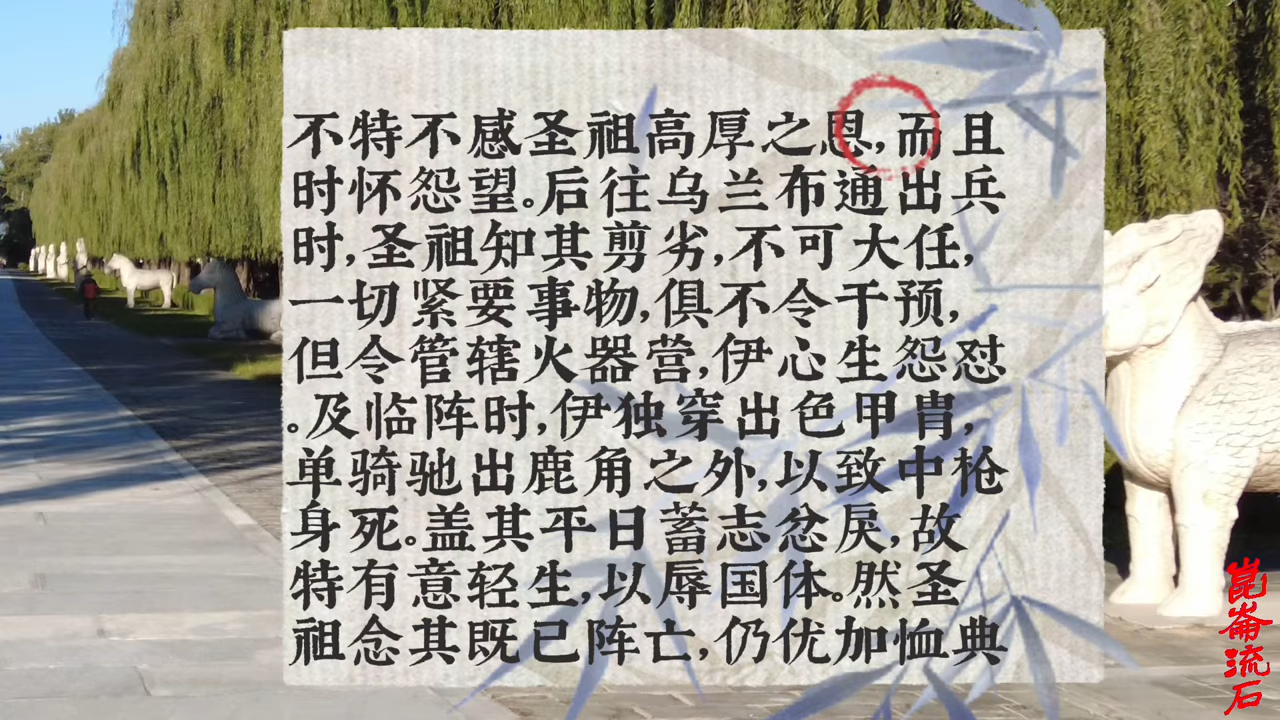 不特不感圣祖高厚之恩,而且
时怀怨望。后往乌兰布通出兵
时,圣祖知其剪劣,不可大任,
一切紧要事物,俱不令干预,
但令管辖火器营,伊心生怨怼
。及临阵时,伊独穿出色甲胄,
单骑驰出鹿角之外,以致中枪
身死。盖其平日蓄志忿戾,故
特有意轻生,以辱国体。然圣
祖念其既已阵亡,仍优加恤典
崑崙流石